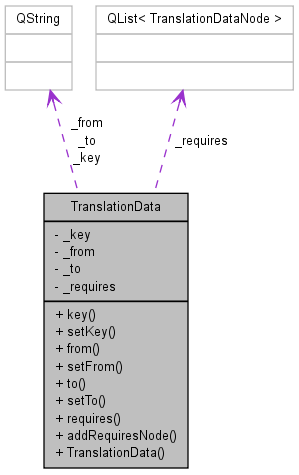 QString
QList< TranslationDataNode >
_from
_to
_key
_requires
TranslationData
- _key
- _from
- _to
- _requires
+ key()
+ setKey()
+ from()
+ setFrom()
+ to()
+ setTo()
+ requires()
+ addRequiresNode()
+ TranslationData()